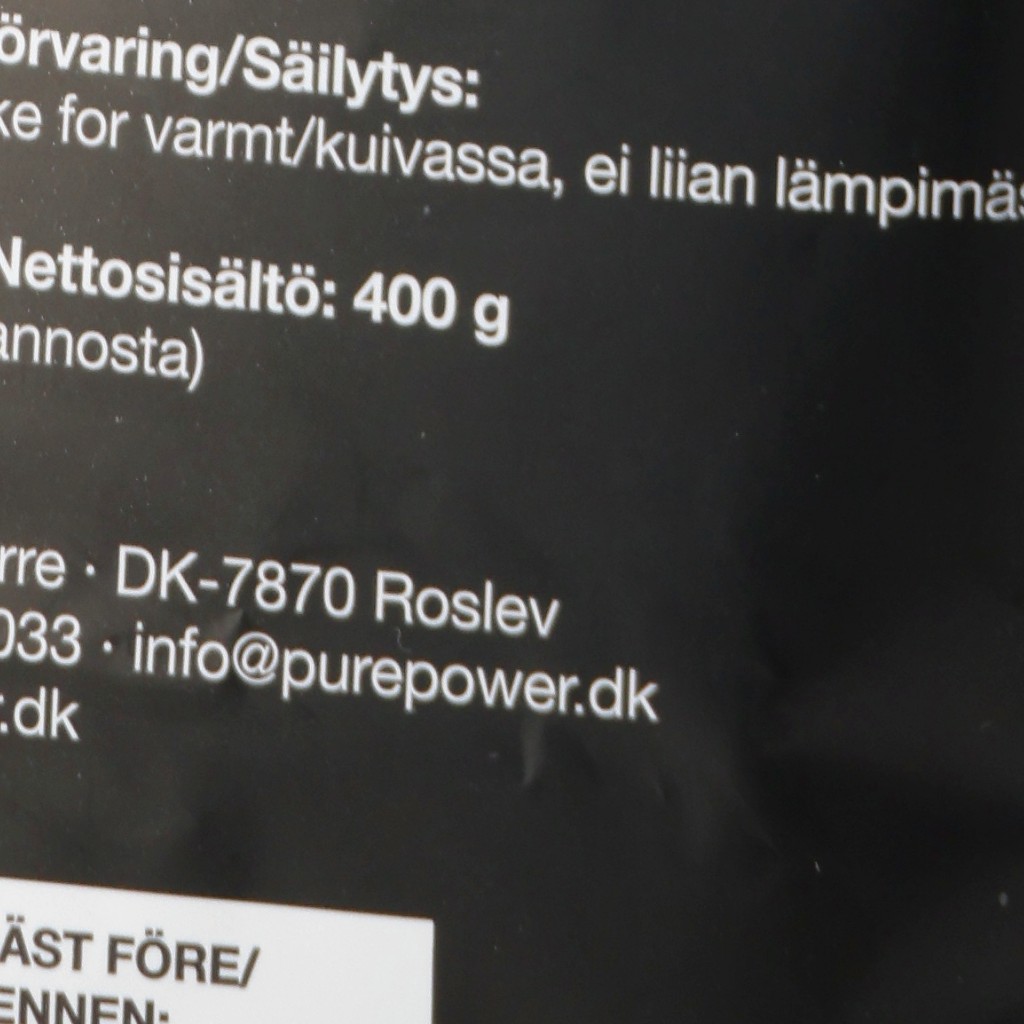 örvaring/Säilytys:
ke for varmt/kuivassa, ei liian lämpimäs
Nettosisältö: 400 g
annosta)
rre · DK-7870 Roslev
033 · info@purepower.dk
.dk
ÄST FÖRE/
ENNEN: